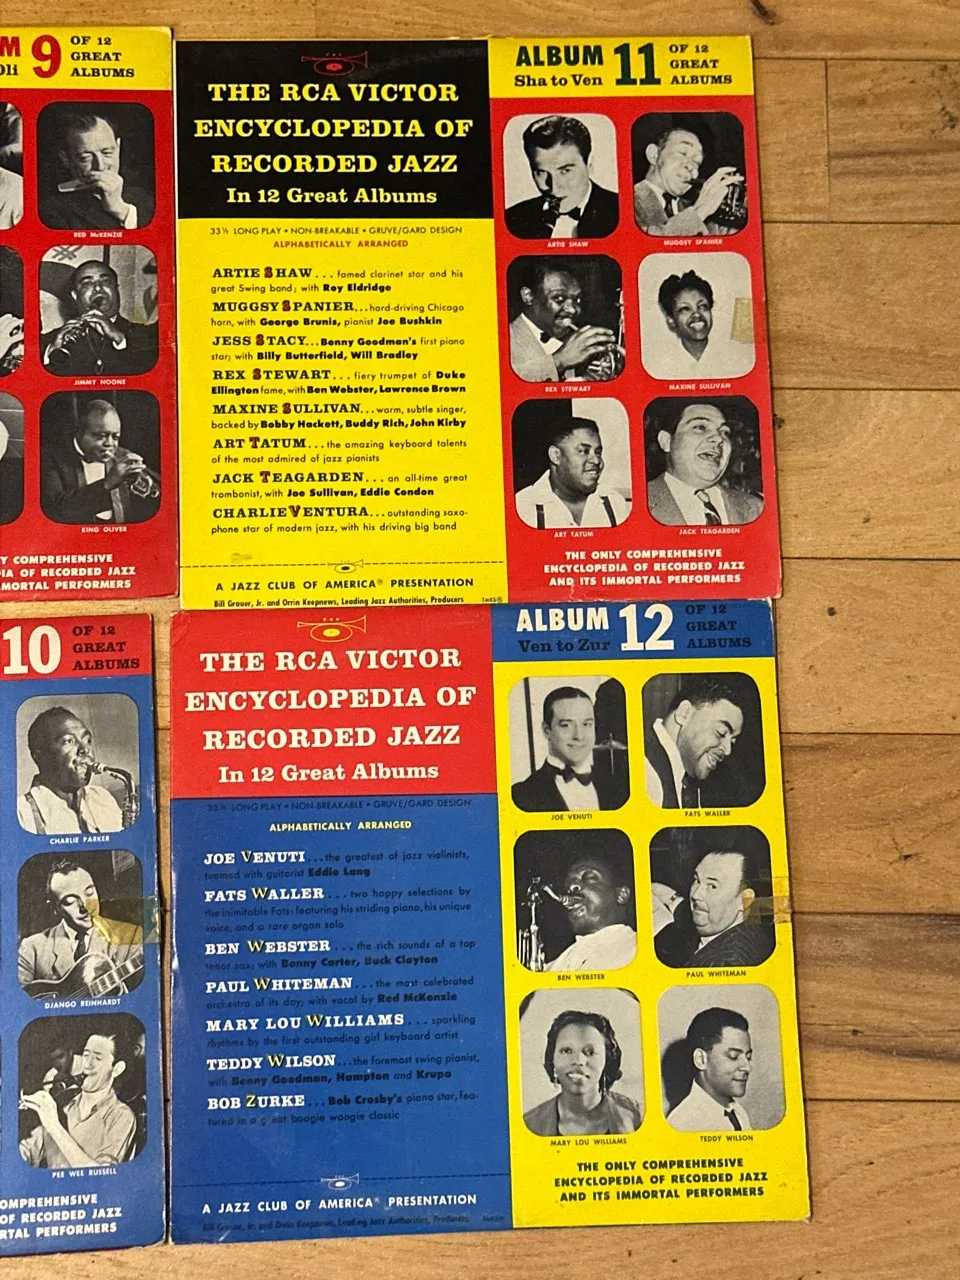 M 9
OF 12
GREAT
ALBUMS
Oli
RED McKENZIE
JIMMY NOONE
KING OLIVER
Y COMPREHENSIVE
IA OF RECORDED JAZZ
MORTAL PERFORMERS
THE RCA VICTOR
ENCYCLOPEDIA OF
RECORDED JAZZ
In 12 Great Albums
33⅓ LONG PLAY • NON-BREAKABLE • GRUVE/GARD DESIGN
ALPHABETICALLY ARRANGED
ARTIE SHAW... famed clarinet star and his
great Swing band; with Roy Eldridge
MUGGSY SPANIER...hard-driving Chicago
horn, with George Brunis, pianist Joe Bushkin
JESS STACY...Benny Goodman's first piano
star; with Billy Butterfield, Will Bradley
REX STEWART... fiery trumpet of Duke
Ellington fame, with Ben Webster, Lawrence Brown
MAXINE SULLIVAN...warm, subtle singer,
backed by Bobby Hackett, Buddy Rich, John Kirby
ART TATUM...the amazing keyboard talents
of the most admired of jazz pianists
JACK TEAGARDEN... an all-time great
trombonist, with Joe Sullivan, Eddie Condon
CHARLIE VENTURA...outstanding saxo-
phone star of modern jazz, with his driving big band
A JAZZ CLUB OF AMERICA® PRESENTATION
Bill Grauer, Jr. and Orrin Keepnews, Leading Jazz Authorities, Producers
TMKS®
ALBUM 11
Sha to Ven
OF 12
GREAT
ALBUMS
ARTIE SHAW
MUGGSY SPANIER
REX STEWART
MAXINE SULLIVAN
ART TATUM
JACK TEAGARDEN
THE ONLY COMPREHENSIVE
ENCYCLOPEDIA OF RECORDED JAZZ
AND ITS IMMORTAL PERFORMERS
10
OF 12
GREAT
ALBUMS
CHARLIE PARKER
DJANGO REINHARDT
PEE WEE RUSSELL
OMPREHENSIVE
OF RECORDED JAZZ
RTAL PERFORMERS
THE RCA VICTOR
ENCYCLOPEDIA OF
RECORDED JAZZ
In 12 Great Albums
33⅓ LONG PLAY • NON-BREAKABLE • GRUVE/GARD DESIGN
ALPHABETICALLY ARRANGED
JOE VENUTI...the greatest of jazz violinists,
teamed with guitarist Eddie Lang
FATS WALLER...two happy selections by
the inimitable Fats: featuring his striding piano, his unique
voice, and a rare organ solo
BEN WEBSTER...the rich sounds of a top
tenor sax; with Benny Carter, Buck Clayton
PAUL WHITEMAN...the most celebrated
orchestra of its day; with vocal by Red McKenzie
MARY LOU WILLIAMS... sparkling
rhythms by the first outstanding girl keyboard artist
TEDDY WILSON...the foremost swing pianist,
with Benny Goodman, Hampton and Krupa
BOB ZURKE...Bob Crosby's piano star, fea-
tured in a great boogie woogie classic
A JAZZ CLUB OF AMERICA® PRESENTATION
Bill Grauer, Jr. and Orrin Keepnews, Leading Jazz Authorities, Producers
ALBUM 12
Ven to Zur
OF 12
GREAT
ALBUMS
JOE VENUTI
FATS WALLER
BEN WEBSTER
PAUL WHITEMAN
MARY LOU WILLIAMS
TEDDY WILSON
THE ONLY COMPREHENSIVE
ENCYCLOPEDIA OF RECORDED JAZZ
AND ITS IMMORTAL PERFORMERS